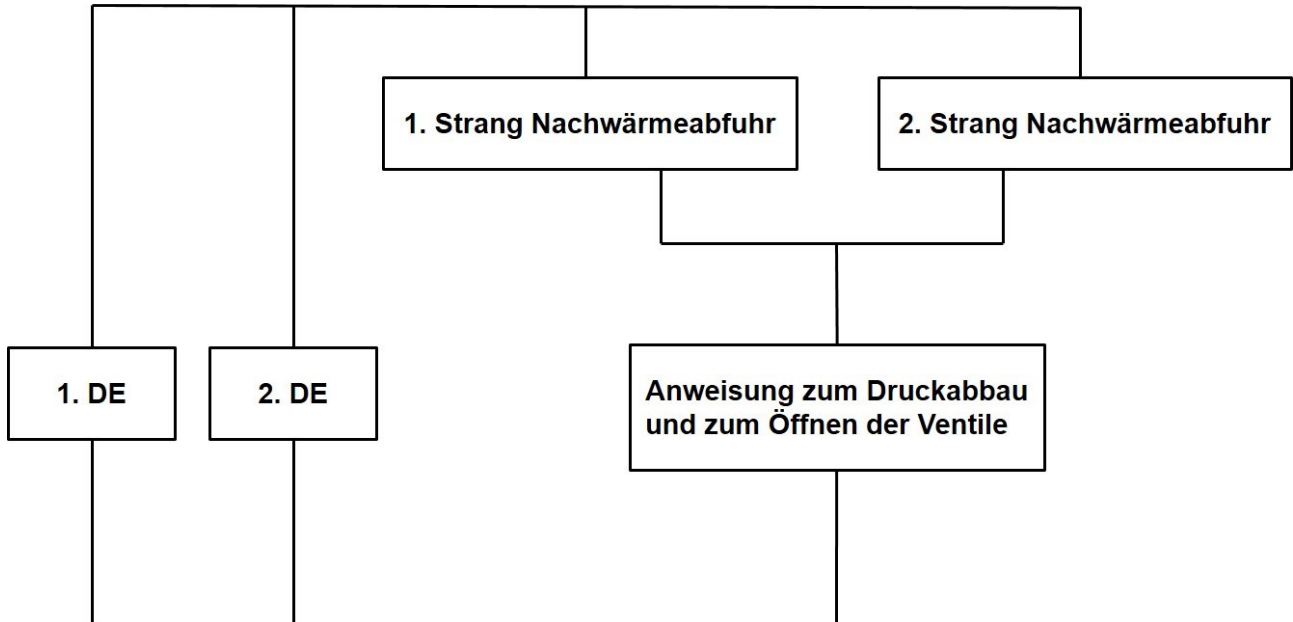 1. Strang Nachwärmeabfuhr
2. Strang Nachwärmeabfuhr
1. DE
2. DE
Anweisung zum Druckabbau
und zum Öffnen der Ventile